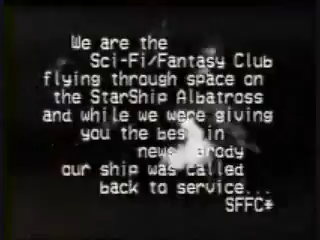 We are the
Sci-Fi/Fantasy Club
flying through space on
the StarShip Albatross
and while we were giving
you the best in
news
our ship was called
back to service...
SFFC*